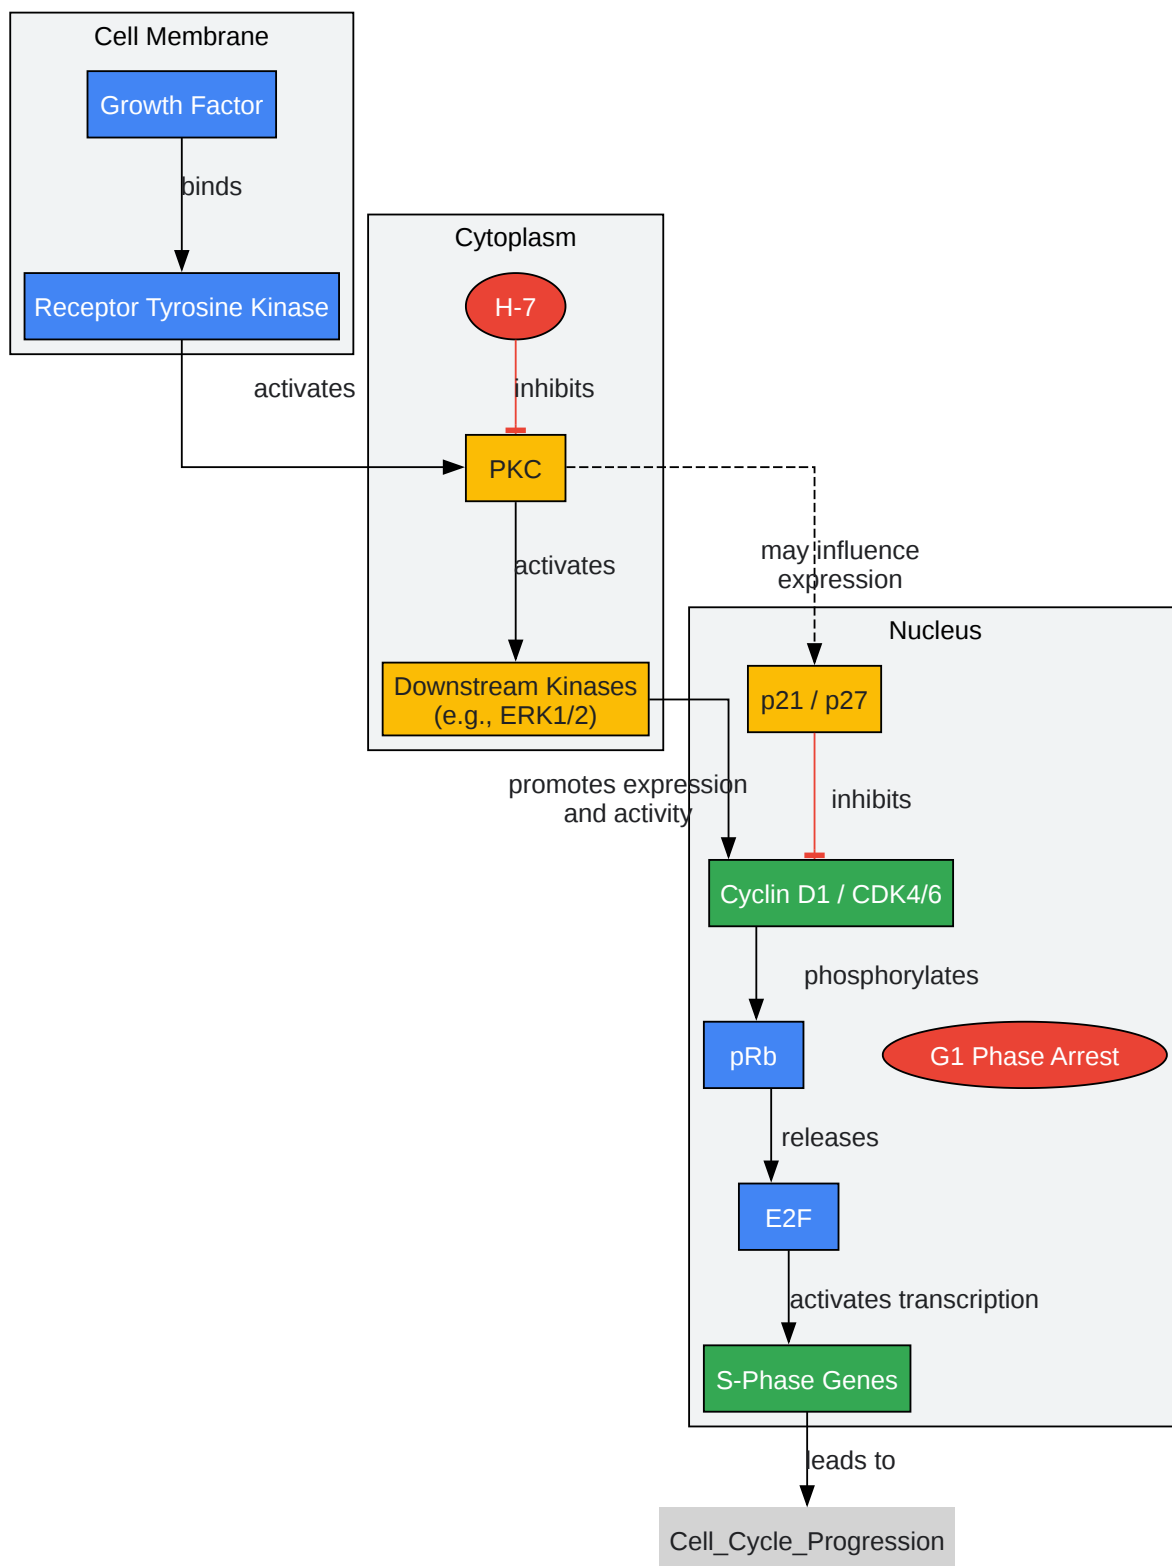 Cell Membrane
Growth Factor
binds
Receptor Tyrosine Kinase
activates
Cytoplasm
H-7
inhibits
PKC
activates
Downstream Kinases
(e.g., ERK1/2)
may influence
expression
Nucleus
p21 / p27
promotes expression
and activity
inhibits
Cyclin D1 / CDK4/6
phosphorylates
pRb
G1 Phase Arrest
releases
E2F
activates transcription
S-Phase Genes
leads to
Cell_Cycle_Progression